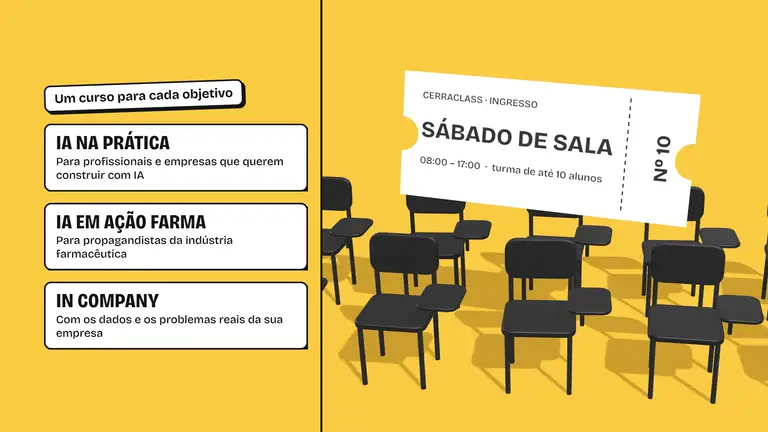 Um curso para cada objetivo
IA NA PRÁTICA
Para profissionais e empresas que querem
construir com IA
IA EM AÇÃO FARMA
Para propagandistas da indústria
farmacêutica
IN COMPANY
Com os dados e os problemas reais da sua
empresa
CERRACLASS · INGRESSO
SÁBADO DE SALA
08:00 – 17:00 · turma de até 10 alunos
Nº 10